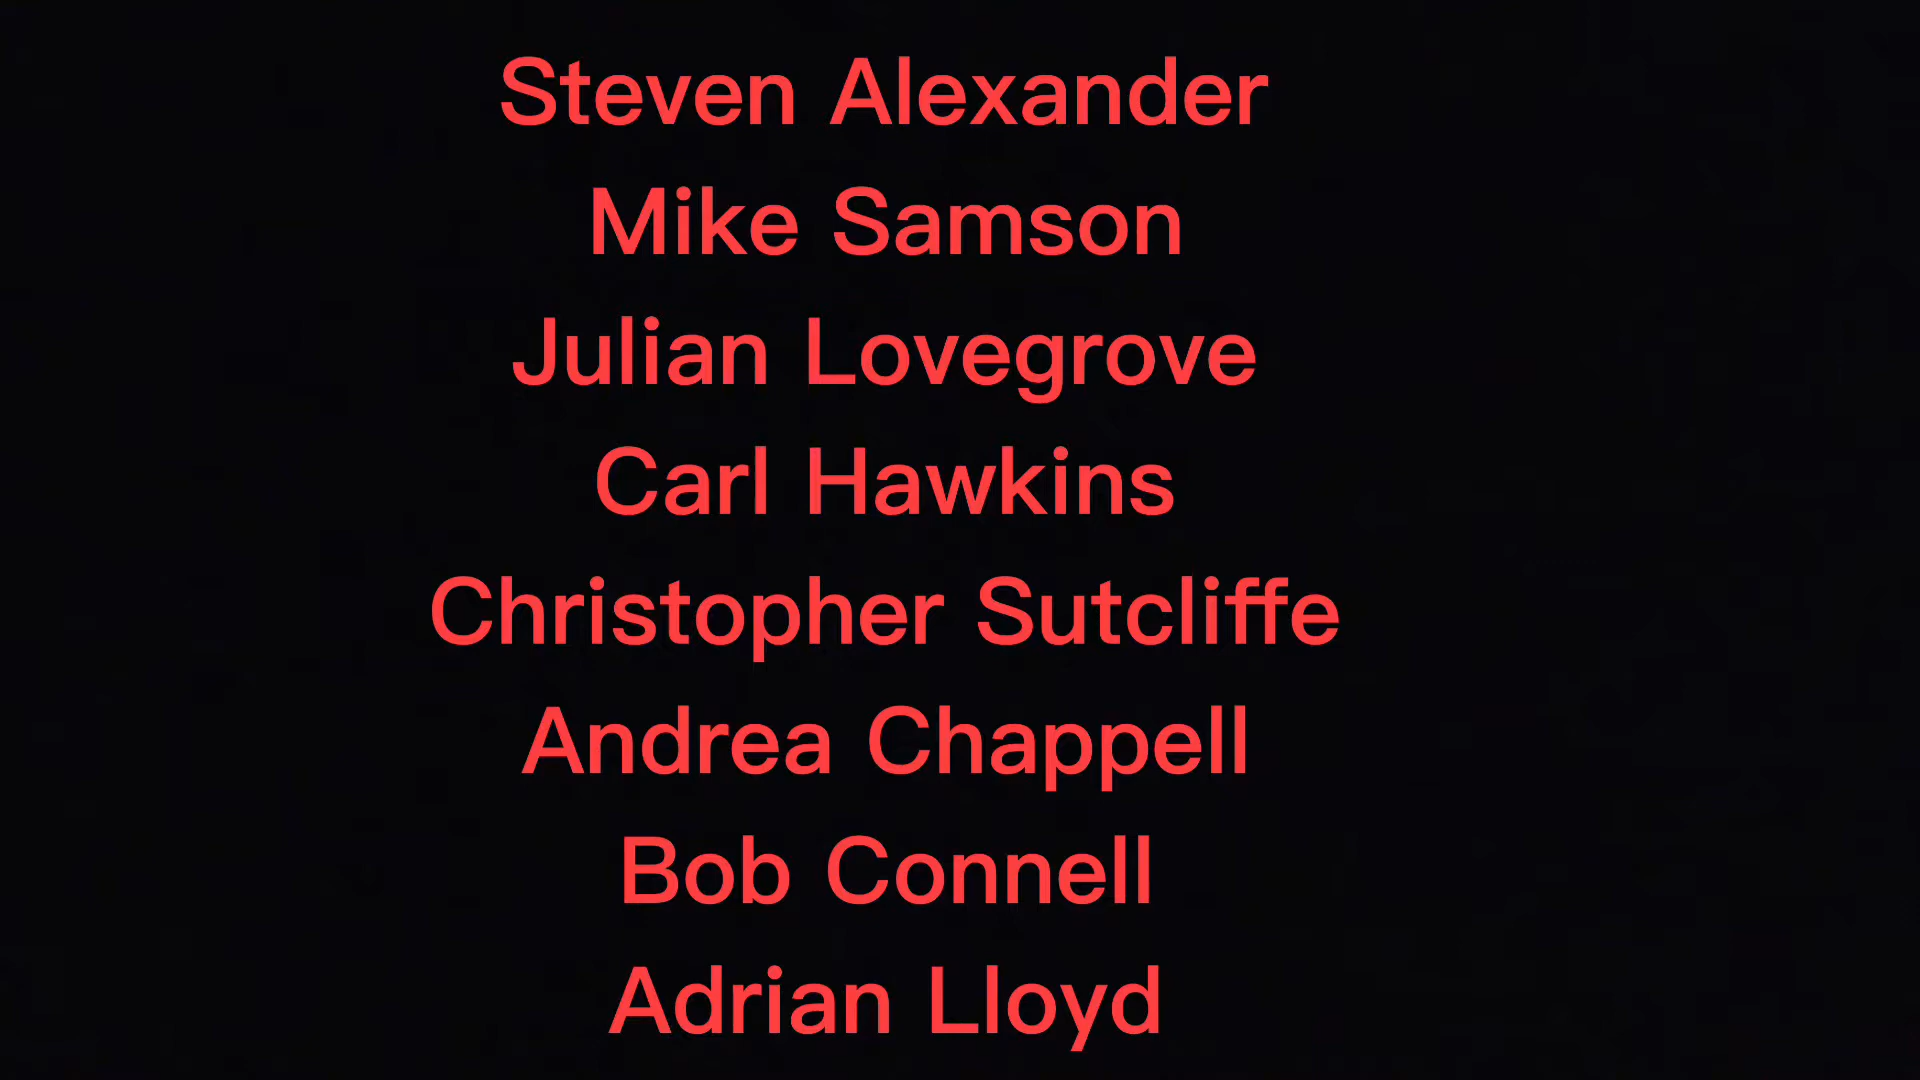 Steven Alexander
Mike Samson
Julian Lovegrove
Carl Hawkins
Christopher Sutcliffe
Andrea Chappell
Bob Connell
Adrian Lloyd